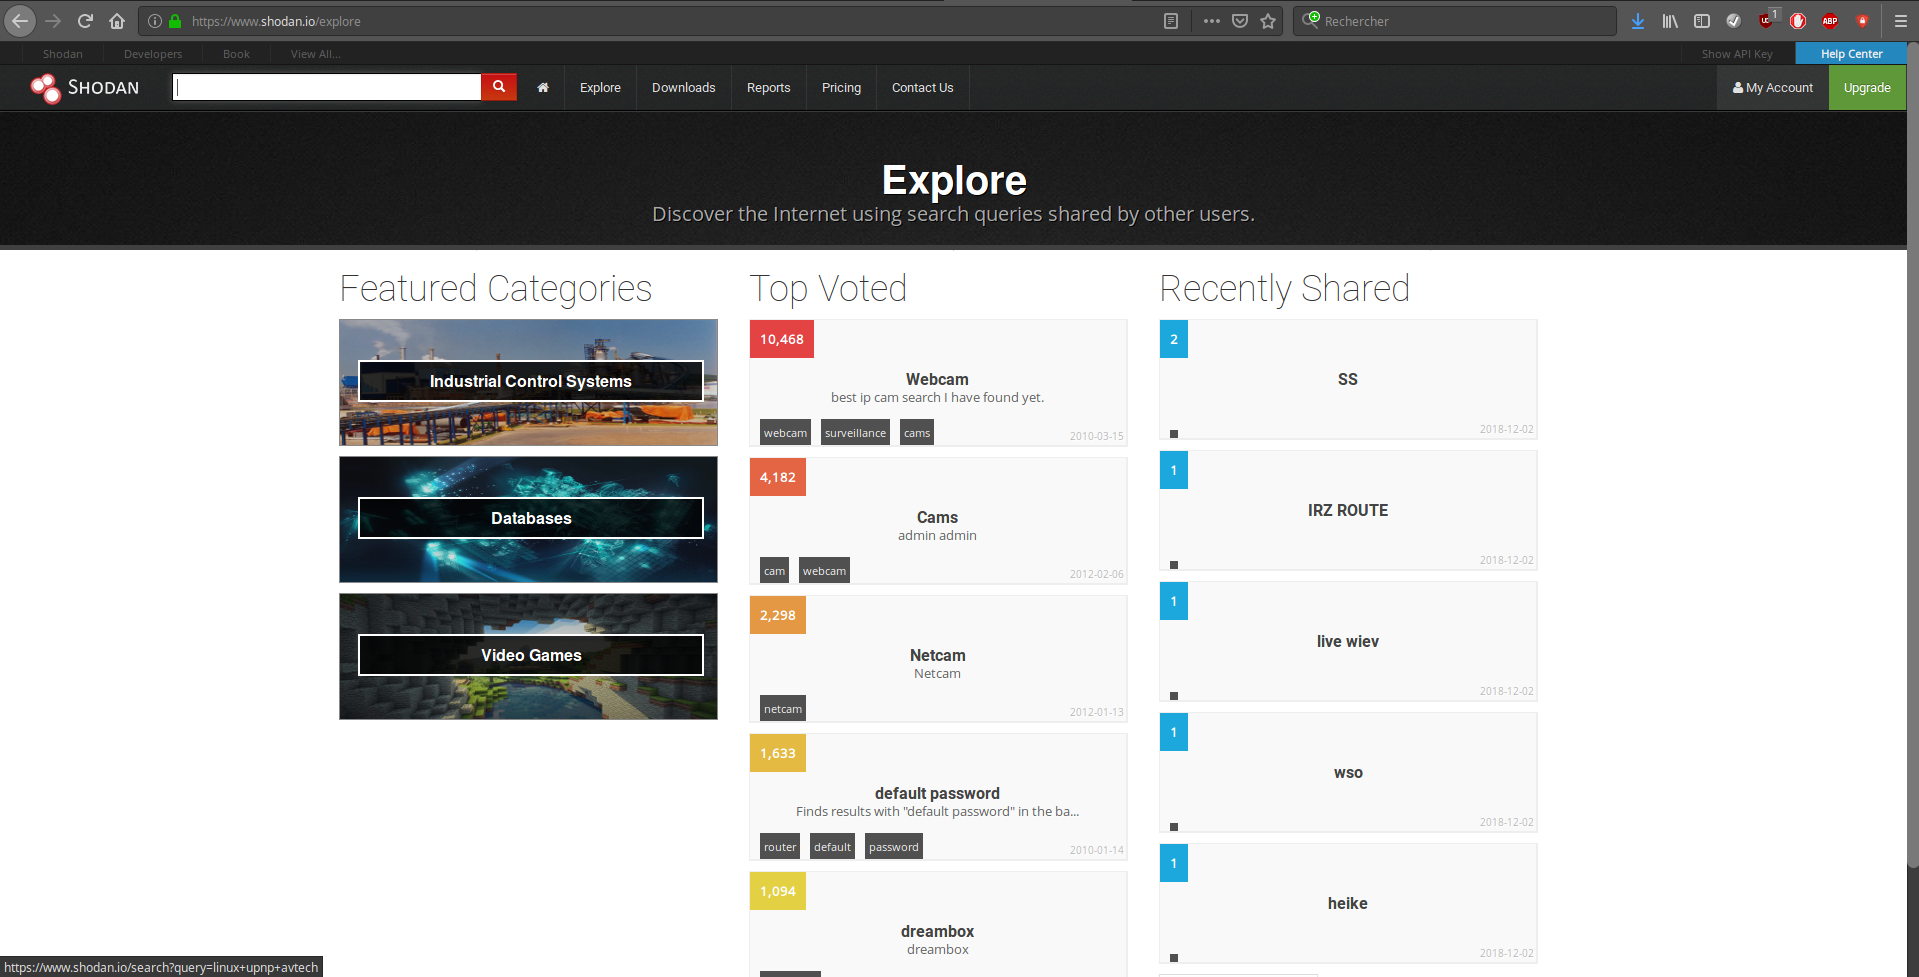 https://www.shodan.io/explore
Rechercher
1
ABP
Shodan
Developers
Book
View All...
Show API Key
Help Center
SHODAN
Explore
Downloads
Reports
Pricing
Contact Us
My Account
Upgrade
Explore
Discover the Internet using search queries shared by other users.
Featured Categories
Industrial Control Systems
Databases
Video Games
Top Voted
10,468
Webcam
best ip cam search I have found yet.
webcam surveillance cams
2010-03-15
4,182
Cams
admin admin
cam webcam
2012-02-06
2,298
Netcam
Netcam
netcam
2012-01-13
1,633
default password
Finds results with "default password" in the ba...
router default password
2010-01-14
1,094
dreambox
dreambox
Recently Shared
2
SS
2018-12-02
1
IRZ ROUTE
2018-12-02
1
live wiev
2018-12-02
1
wso
2018-12-02
1
heike
2018-12-02
https://www.shodan.io/search?query=linux+upnp+avtech